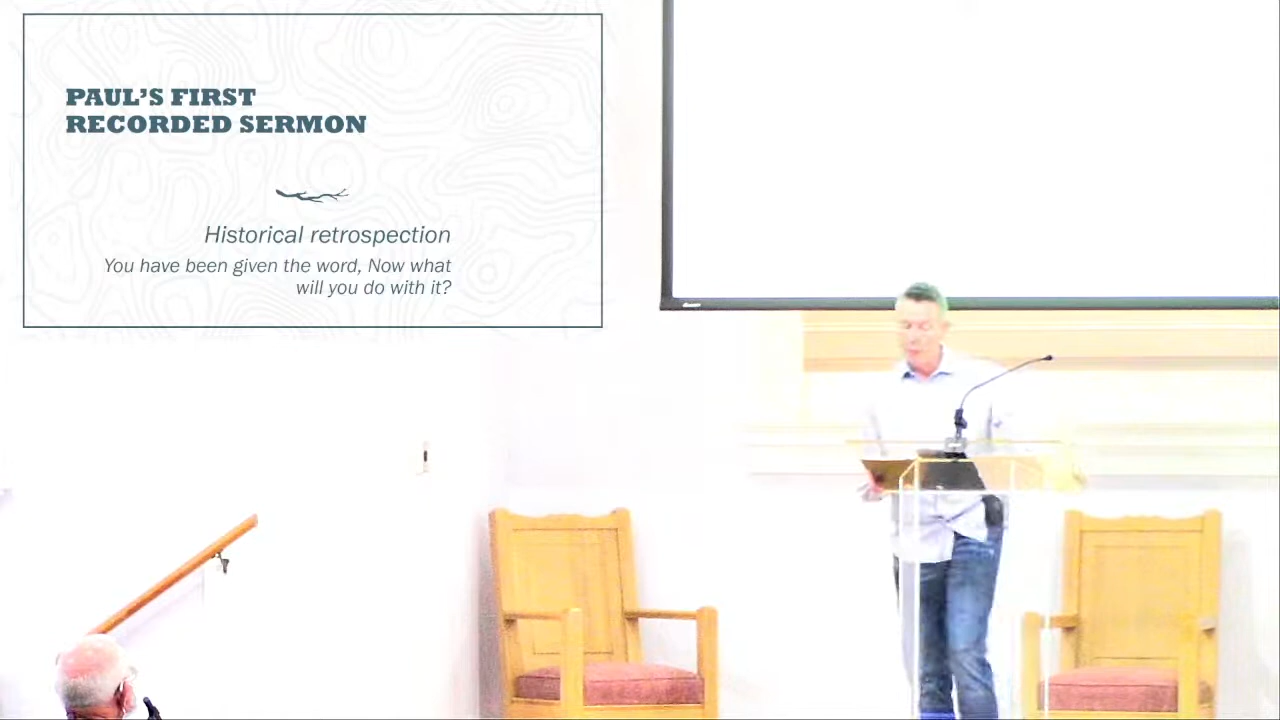 PAUL'S FIRST
RECORDED SERMON
Historical retrospection
You have been given the word, Now what
will you do with it?